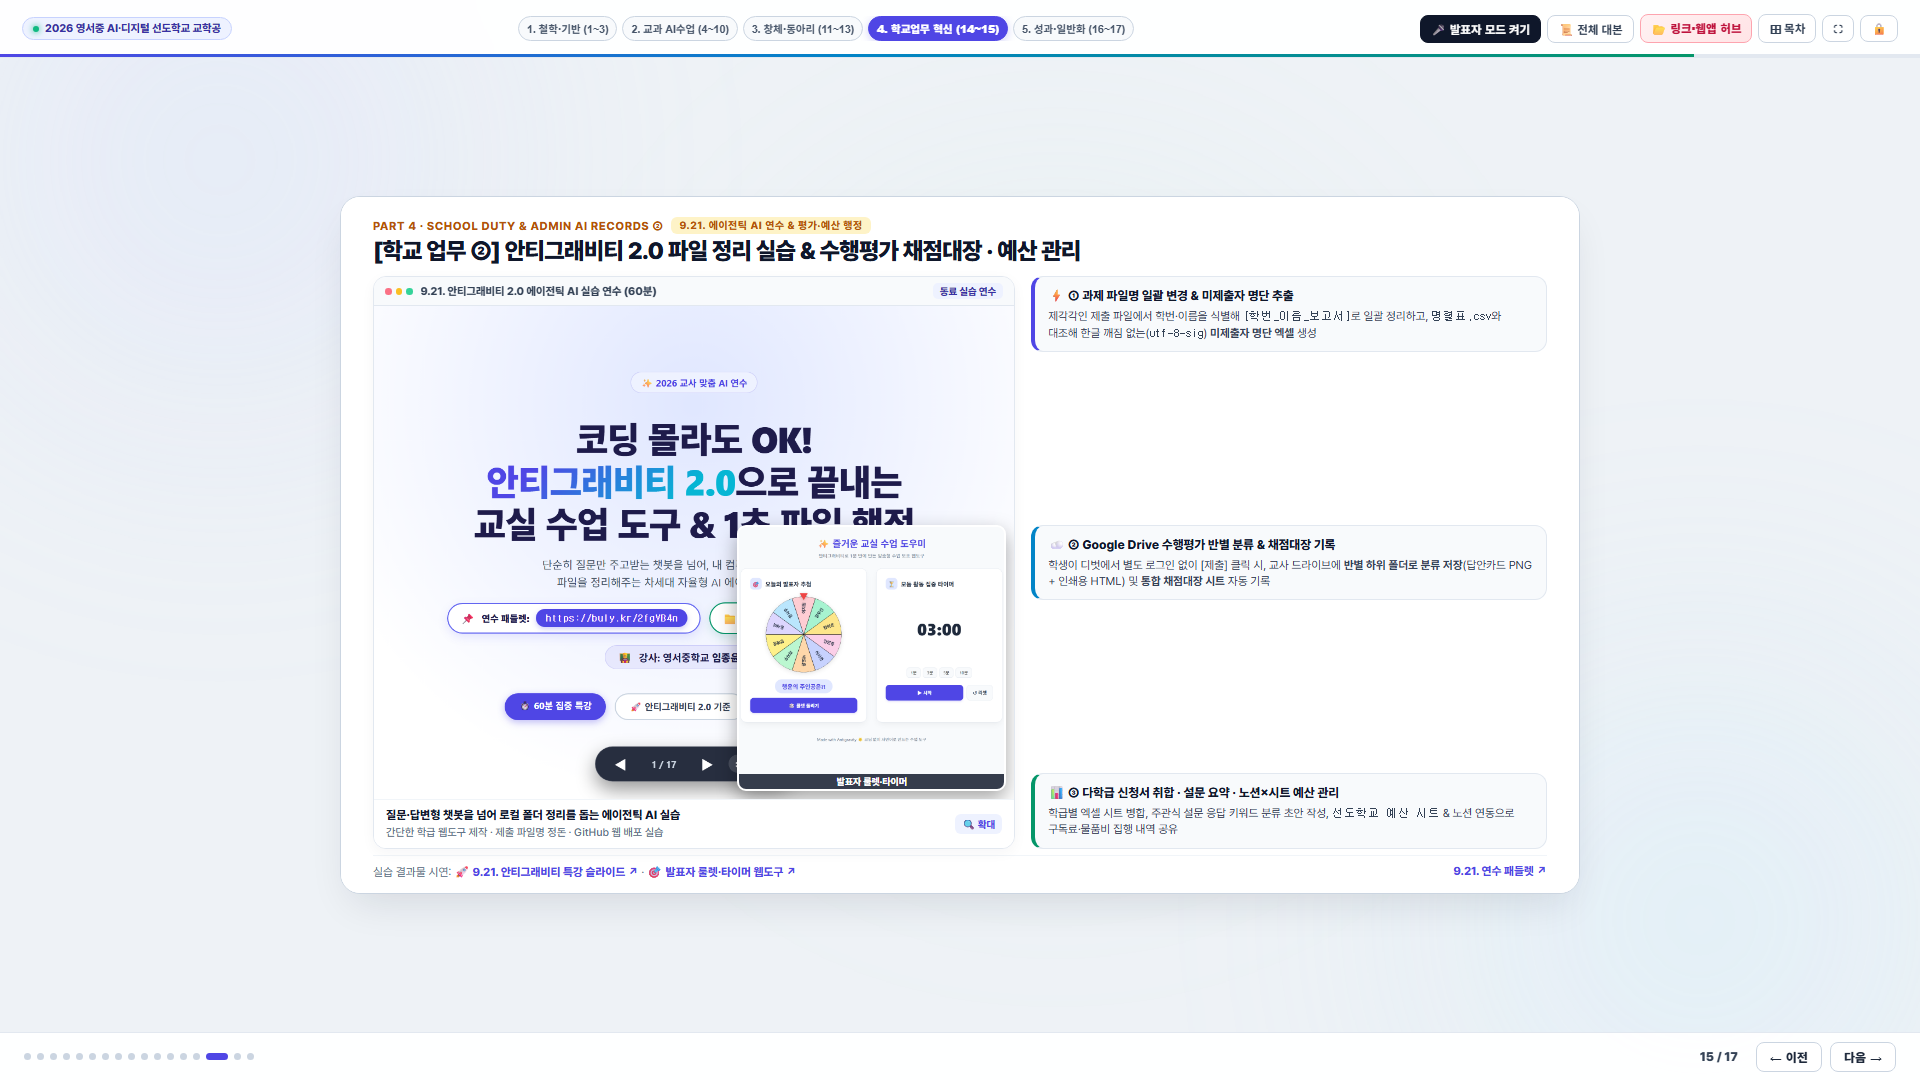 2026 영서중 AI·디지털 선도학교 교학공
1. 철학·기반 (1~3)
2. 교과 AI수업 (4~10)
3. 창체·동아리 (11~13)
4. 학교업무 혁신 (14~15)
5. 성과·일반화 (16~17)
🎤 발표자 모드 켜기
📜 전체 대본
📁 링크·웹앱 허브
목차
PART 4 · SCHOOL DUTY & ADMIN AI RECORDS ②
9.21. 에이전틱 AI 연수 & 평가·예산 행정
[학교 업무 ②] 안티그래비티 2.0 파일 정리 실습 & 수행평가 채점대장 · 예산 관리
9.21. 안티그래비티 2.0 에이전틱 AI 실습 연수 (60분)
동료 실습 연수
✨ 2026 교사 맞춤 AI 연수
코딩 몰라도 OK!
안티그래비티 2.0으로 끝내는
교실 수업 도구 & 1초 파일 행정
단순히 질문만 주고받는 챗봇을 넘어, 내 컴
파일을 정리해주는 차세대 자율형 AI 에이
📌 연수 패들렛: https://buly.kr/2fgVB4n
강사: 영서중학교 임종윤
60분 집중 특강
🚀 안티그래비티 2.0 기준
◀ 1 / 17 ▶
✨ 즐거운 교실 수업 도우미
🎯 오늘의 발표자 추첨
모둠 활동 집중 타이머
03:00
▶ 시작
발표자 룰렛·타이머
질문·답변형 챗봇을 넘어 로컬 폴더 정리를 돕는 에이전틱 AI 실습
간단한 학급 웹도구 제작 · 제출 파일명 정돈 · GitHub 웹 배포 실습
🔍 확대
⚡ ① 과제 파일명 일괄 변경 & 미제출자 명단 추출
제각각인 제출 파일에서 학번·이름을 식별해 [학번_이름_보고서]로 일괄 정리하고, 명렬표.csv와
대조해 한글 깨짐 없는(utf-8-sig) 미제출자 명단 엑셀 생성
☁️ ② Google Drive 수행평가 반별 분류 & 채점대장 기록
학생이 디벗에서 별도 로그인 없이 [제출] 클릭 시, 교사 드라이브에 반별 하위 폴더로 분류 저장(답안카드 PNG
+ 인쇄용 HTML) 및 통합 채점대장 시트 자동 기록
📊 ③ 다학급 신청서 취합 · 설문 요약 · 노션×시트 예산 관리
학급별 엑셀 시트 병합, 주관식 설문 응답 키워드 분류 초안 작성, 선도학교 예산 시트 & 노션 연동으로
구독료·물품비 집행 내역 공유
실습 결과물 시연: 🚀 9.21. 안티그래비티 특강 슬라이드 ↗ · 🎯 발표자 룰렛·타이머 웹도구 ↗
9.21. 연수 패들렛 ↗
15 / 17
← 이전
다음 →